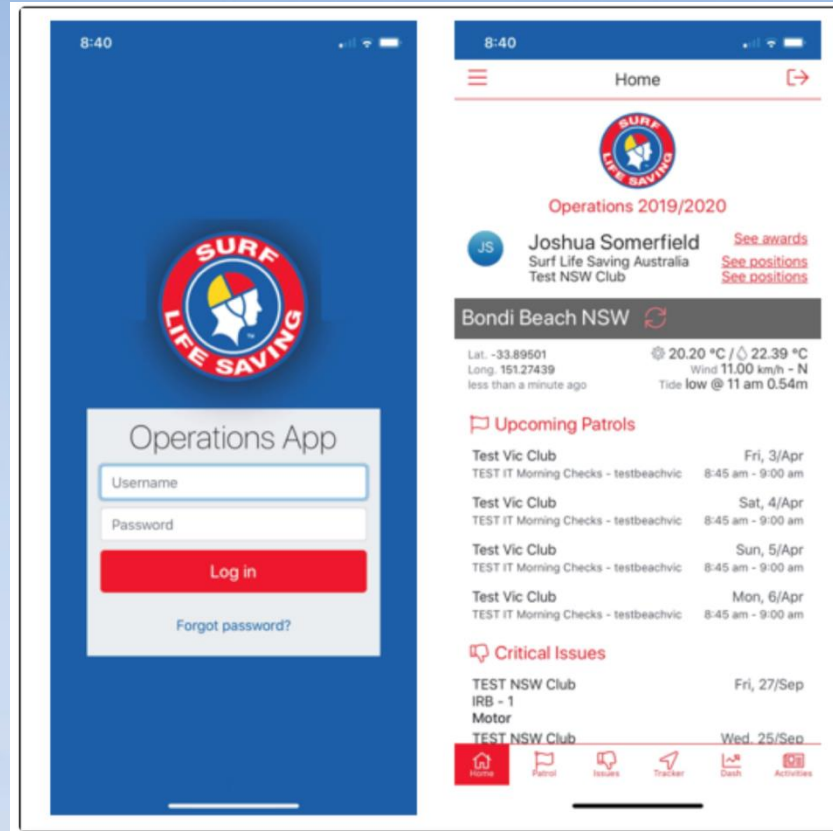 8:40
SURF
LIFE SAVING
TM
Operations App
Username
Password
Log in
Forgot password?
8:40
Home
SURF
LIFE SAVING
Operations 2019/2020
JS
Joshua Somerfield See awards
Surf Life Saving Australia See positions
Test NSW Club See positions
Bondi Beach NSW
Lat. -33.89501 20.20 °C / 22.39 °C
Long. 151.27439 Wind 11.00 km/h - N
less than a minute ago Tide low @ 11 am 0.54m
Upcoming Patrols
Test Vic Club Fri, 3/Apr
TEST IT Morning Checks - testbeachvic 8:45 am - 9:00 am
Test Vic Club Sat, 4/Apr
TEST IT Morning Checks - testbeachvic 8:45 am - 9:00 am
Test Vic Club Sun, 5/Apr
TEST IT Morning Checks - testbeachvic 8:45 am - 9:00 am
Test Vic Club Mon, 6/Apr
TEST IT Morning Checks - testbeachvic 8:45 am - 9:00 am
Critical Issues
TEST NSW Club Fri, 27/Sep
IRB - 1
Motor
TEST NSW Club Wed, 25/Sep
Home Patrol Issues Tracker Dash Activities